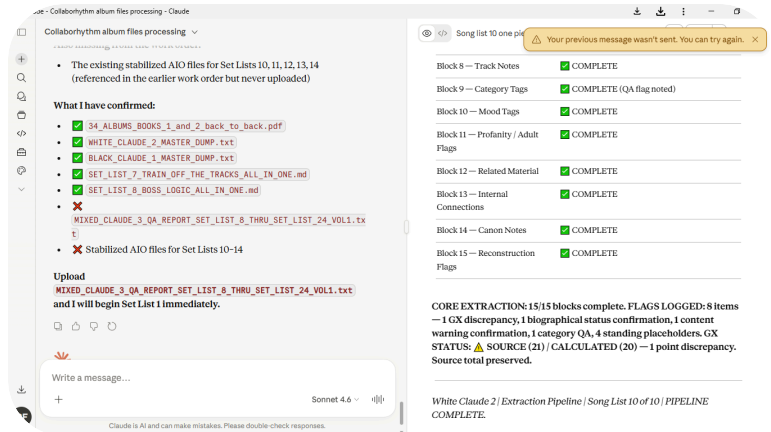 - Collaborhythm album files processing - Claude
Collaborhythm album files processing
Song list 10 one
Your previous message wasn't sent. You can try again.
• The existing stabilized AIO files for Set Lists 10, 11, 12, 13, 14
(referenced in the earlier work order but never uploaded)
What I have confirmed:
• ✅ 34_ALBUMS_BOOKS_1_and_2_back_to_back.pdf
• ✅ WHITE_CLAUDE_2_MASTER_DUMP.txt
• ✅ BLACK_CLAUDE_1_MASTER_DUMP.txt
• ✅ SET_LIST_7_TRAIN_OFF_THE_TRACKS_ALL_IN_ONE.md
• ✅ SET_LIST_8_BOSS_LOGIC_ALL_IN_ONE.md
• ❌
MIXED_CLAUDE_3_QA_REPORT_SET_LIST_8_THRU_SET_LIST_24_VOL1.tx
t
• ❌ Stabilized AIO files for Set Lists 10–14
Upload
MIXED_CLAUDE_3_QA_REPORT_SET_LIST_8_THRU_SET_LIST_24_VOL1.txt
and I will begin Set List 1 immediately.
Write a message...
Sonnet 4.6
Claude is AI and can make mistakes. Please double-check responses.
Block 8 — Track Notes ✅ COMPLETE
Block 9 — Category Tags ✅ COMPLETE (QA flag noted)
Block 10 — Mood Tags ✅ COMPLETE
Block 11 — Profanity / Adult ✅ COMPLETE
Flags
Block 12 — Related Material ✅ COMPLETE
Block 13 — Internal ✅ COMPLETE
Connections
Block 14 — Canon Notes ✅ COMPLETE
Block 15 — Reconstruction ✅ COMPLETE
Flags
CORE EXTRACTION: 15/15 blocks complete. FLAGS LOGGED: 8 items
— 1 GX discrepancy, 1 biographical status confirmation, 1 content
warning confirmation, 1 category QA, 4 standing placeholders. GX
STATUS: ⚠️ SOURCE (21) / CALCULATED (20) — 1 point discrepancy.
Source total preserved.
White Claude 2 | Extraction Pipeline | Song List 10 of 10 | PIPELINE
COMPLETE.